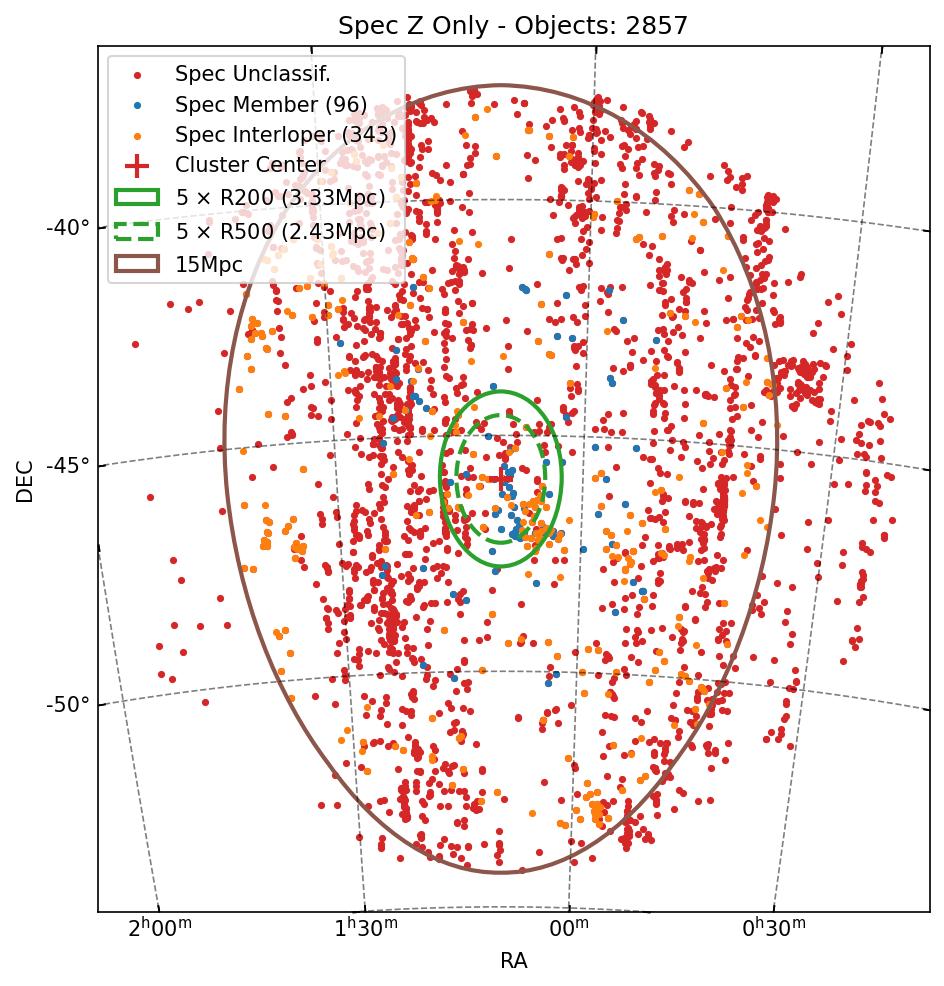 Spec Z Only - Objects: 2857
Spec Unclassif.
Spec Member (96)
Spec Interloper (343)
Cluster Center
5 × R200 (3.33Mpc)
5 × R500 (2.43Mpc)
15Mpc
-40°
-45°
-50°
DEC
2ʰ00ᵐ 1ʰ30ᵐ 00ᵐ 0ʰ30ᵐ
RA